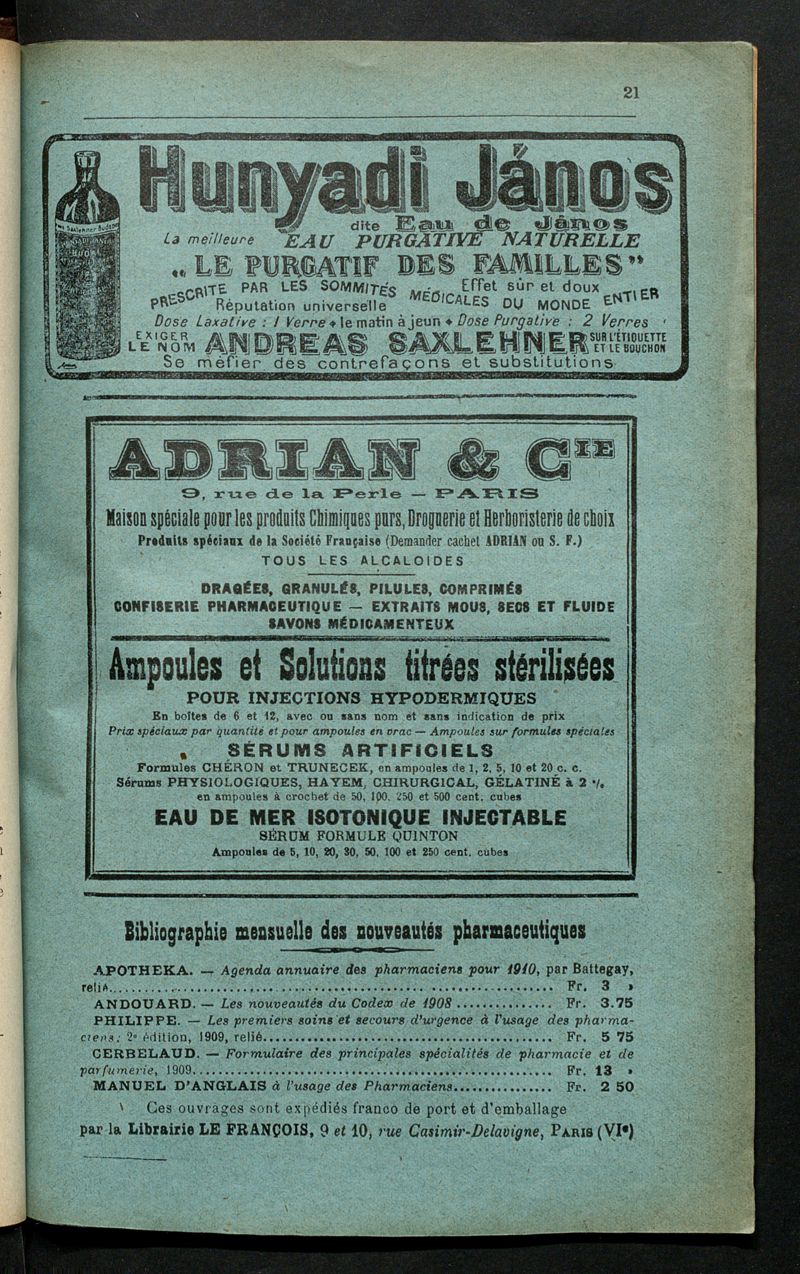 21
Hunyadi János
dite Eau de János
La meilleure EAU PURGATIVE NATURELLE
„ LE PURGATIF DES FAMILLES”
PRESCRITE PAR LES SOMMITÉS MÉDICALES DU MONDE ENTIER
Effet sûr et doux
Réputation universelle
Dose Laxative : 1 Verre le matin à jeun Dose Purgative : 2 Verres
EXIGER LE NOM ANDREAS SAXLEHNER SUR L'ÉTIQUETTE ET LE BOUCHON
Se méfier des contrefaçons et substitutions
ADRIAN & CIE
9, rue de la Perle — PARIS
Maison spéciale pour les produits Chimiques purs, Droguerie et Herboristerie de choix
Produits spéciaux de la Société Française (Demander cachet ADRIAN ou S. F.)
TOUS LES ALCALOIDES
DRAGÉES, GRANULÉS, PILULES, COMPRIMÉS
CONFISERIE PHARMACEUTIQUE — EXTRAITS MOUS, SECS ET FLUIDE
SAVONS MÉDICAMENTEUX
Ampoules et Solutions titrées stérilisées
POUR INJECTIONS HYPODERMIQUES
En boîtes de 6 et 12, avec ou sans nom et sans indication de prix
Prix spéciaux par quantité et pour ampoules en vrac — Ampoules sur formules spéciales
SÉRUMS ARTIFICIELS
Formules CHÉRON et TRUNECEK, en ampoules de 1, 2, 5, 10 et 20 c. c.
Sérums PHYSIOLOGIQUES, HAYEM, CHIRURGICAL, GÉLATINÉ à 2 %
en ampoules à crochet de 50, 100, 250 et 500 cent. cubes
EAU DE MER ISOTONIQUE INJECTABLE
SÉRUM FORMULE QUINTON
Ampoules de 5, 10, 20, 30, 50, 100 et 250 cent. cubes
Bibliographie mensuelle des nouveautés pharmaceutiques
APOTHEKA. — Agenda annuaire des pharmaciens pour 1910, par Battegay,
relié.......... Fr. 3 »
ANDOUARD. — Les nouveautés du Codex de 1908 .......... Fr. 3.75
PHILIPPE. — Les premiers soins et secours d'urgence à l'usage des pharma-
ciens; 2e édition, 1909, relié.......... Fr. 5 75
CERBELAUD. — Formulaire des principales spécialités de pharmacie et de
parfumerie, 1909.......... Fr. 13 »
MANUEL D'ANGLAIS à l'usage des Pharmaciens.......... Fr. 2 50
Ces ouvrages sont expédiés franco de port et d'emballage
par la Librairie LE FRANÇOIS, 9 et 10, rue Casimir-Delavigne, PARIS (VIe)